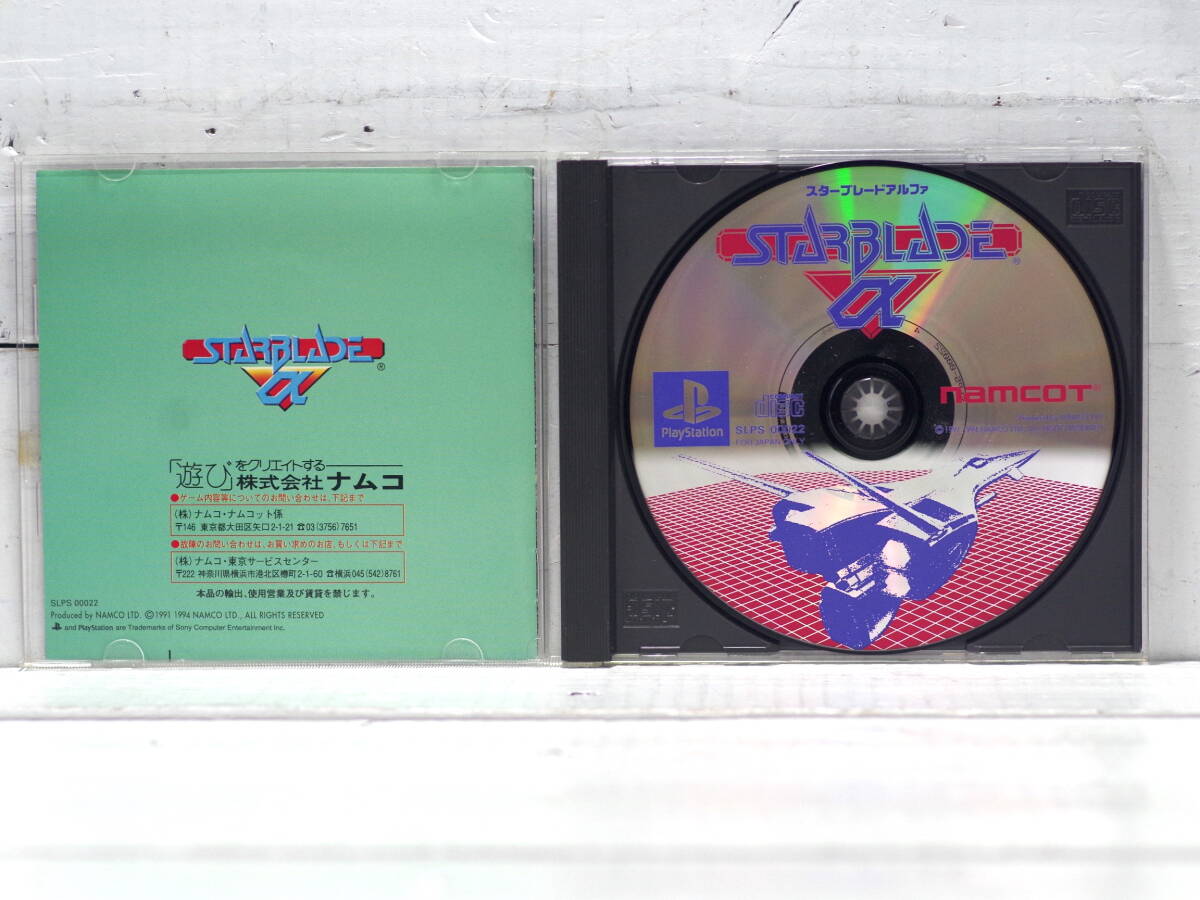 STARBLADE
α ®
「遊び」をクリエイトする
株式会社ナムコ
●ゲーム内容等についてのお問い合わせは、下記まで
(株)ナムコ・ナムコット係
〒146 東京都大田区矢口2-1-21 ☎03(3756)7651
●故障のお問い合わせは、お買い求めのお店、もしくは下記まで
(株)ナムコ・東京サービスセンター
〒222 神奈川県横浜市港北区樽町2-1-60 ☎横浜045(542)8761
本品の輸出、使用営業及び賃貸を禁じます。
SLPS 00022
Produced by NAMCO LTD. ©1991 1994 NAMCO LTD., ALL RIGHTS RESERVED
and PlayStation are Trademarks of Sony Computer Entertainment Inc.
スターブレードアルファ
STARBLADE ®
α
namcot®
PlayStation
disc
SLPS 00022
FOR JAPAN ONLY